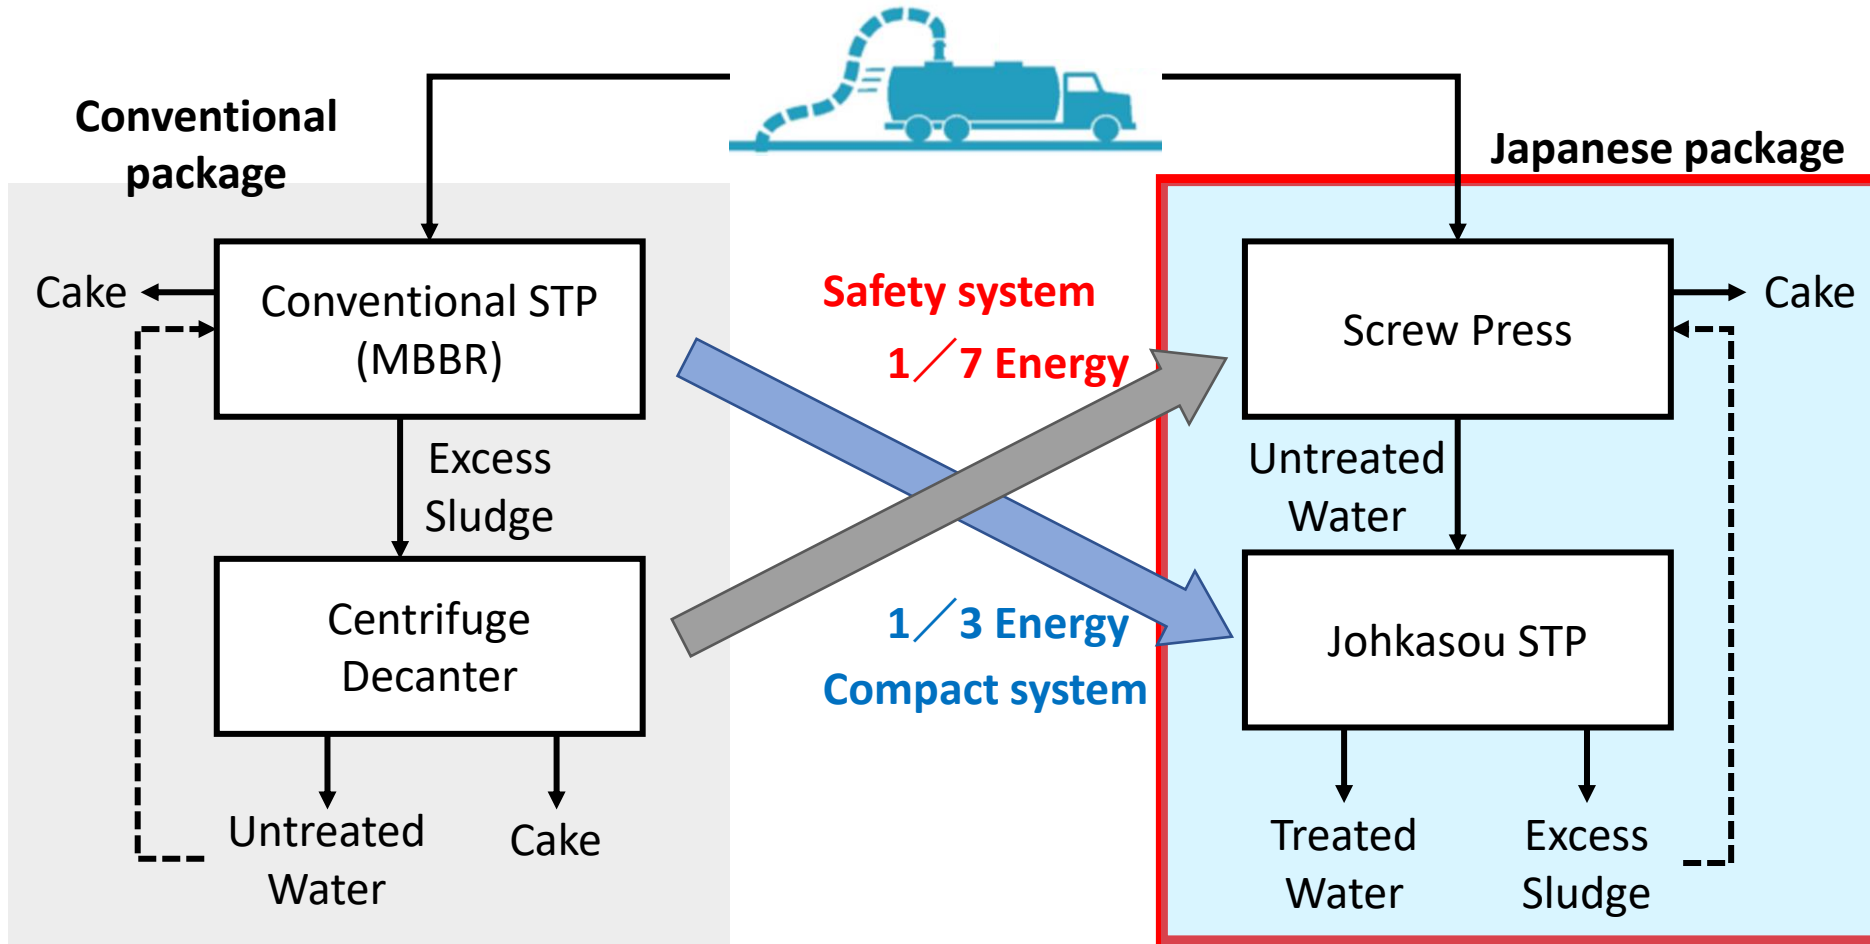 Conventional
package
Cake
Conventional STP
(MBBR)
Excess
Sludge
Centrifuge
Decanter
Untreated
Water
Cake
Safety system
1／7 Energy
1／3 Energy
Compact system
Japanese package
Screw Press
Cake
Untreated
Water
Johkasou STP
Treated
Water
Excess
Sludge